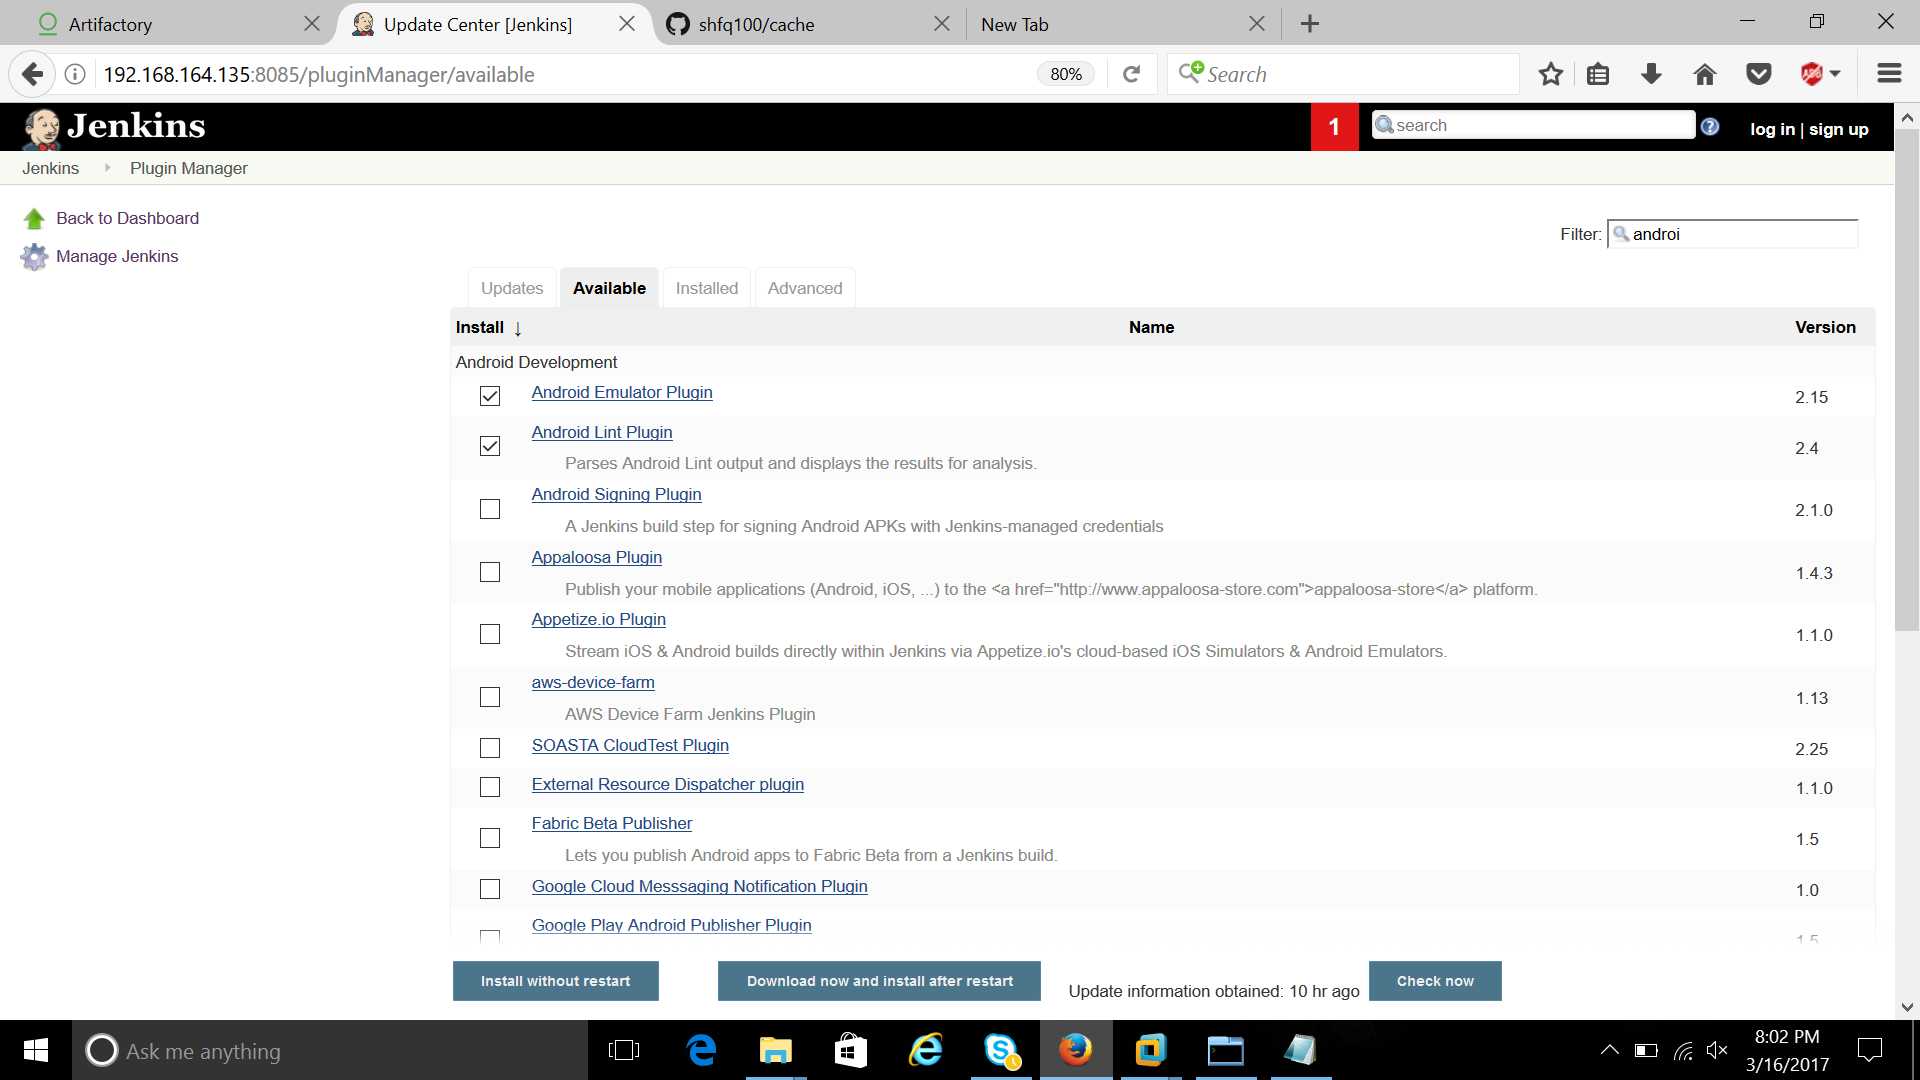 Artifactory
Update Center [Jenkins]
shfq100/cache
New Tab
192.168.164.135:8085/pluginManager/available
80%
Search
ABP
Jenkins
1
search
log in | sign up
Jenkins
Plugin Manager
Back to Dashboard
Manage Jenkins
Filter:
androi
Updates
Available
Installed
Advanced
Install ↓
Name
Version
Android Development
Android Emulator Plugin
2.15
Android Lint Plugin
Parses Android Lint output and displays the results for analysis.
2.4
Android Signing Plugin
A Jenkins build step for signing Android APKs with Jenkins-managed credentials
2.1.0
Appaloosa Plugin
Publish your mobile applications (Android, iOS, ...) to the <a href="http://www.appaloosa-store.com">appaloosa-store</a> platform.
1.4.3
Appetize.io Plugin
Stream iOS & Android builds directly within Jenkins via Appetize.io's cloud-based iOS Simulators & Android Emulators.
1.1.0
aws-device-farm
AWS Device Farm Jenkins Plugin
1.13
SOASTA CloudTest Plugin
2.25
External Resource Dispatcher plugin
1.1.0
Fabric Beta Publisher
Lets you publish Android apps to Fabric Beta from a Jenkins build.
1.5
Google Cloud Messsaging Notification Plugin
1.0
Google Play Android Publisher Plugin
1.5
Install without restart
Download now and install after restart
Update information obtained: 10 hr ago
Check now
Ask me anything
8:02 PM
3/16/2017